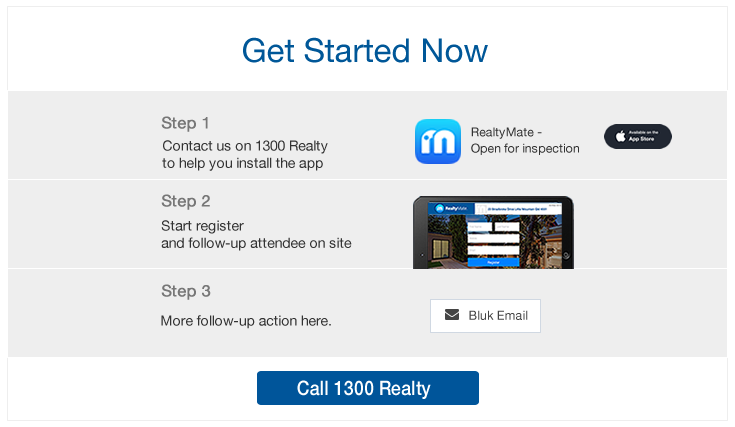 Get Started Now
Step 1
Contact us on 1300 Realty
to help you install the app
RealtyMate -
Open for inspection
Available on the
App Store
Step 2
Start register
and follow-up attendee on site
RealtyMate
Register
Step 3
More follow-up action here.
Bluk Email
Call 1300 Realty